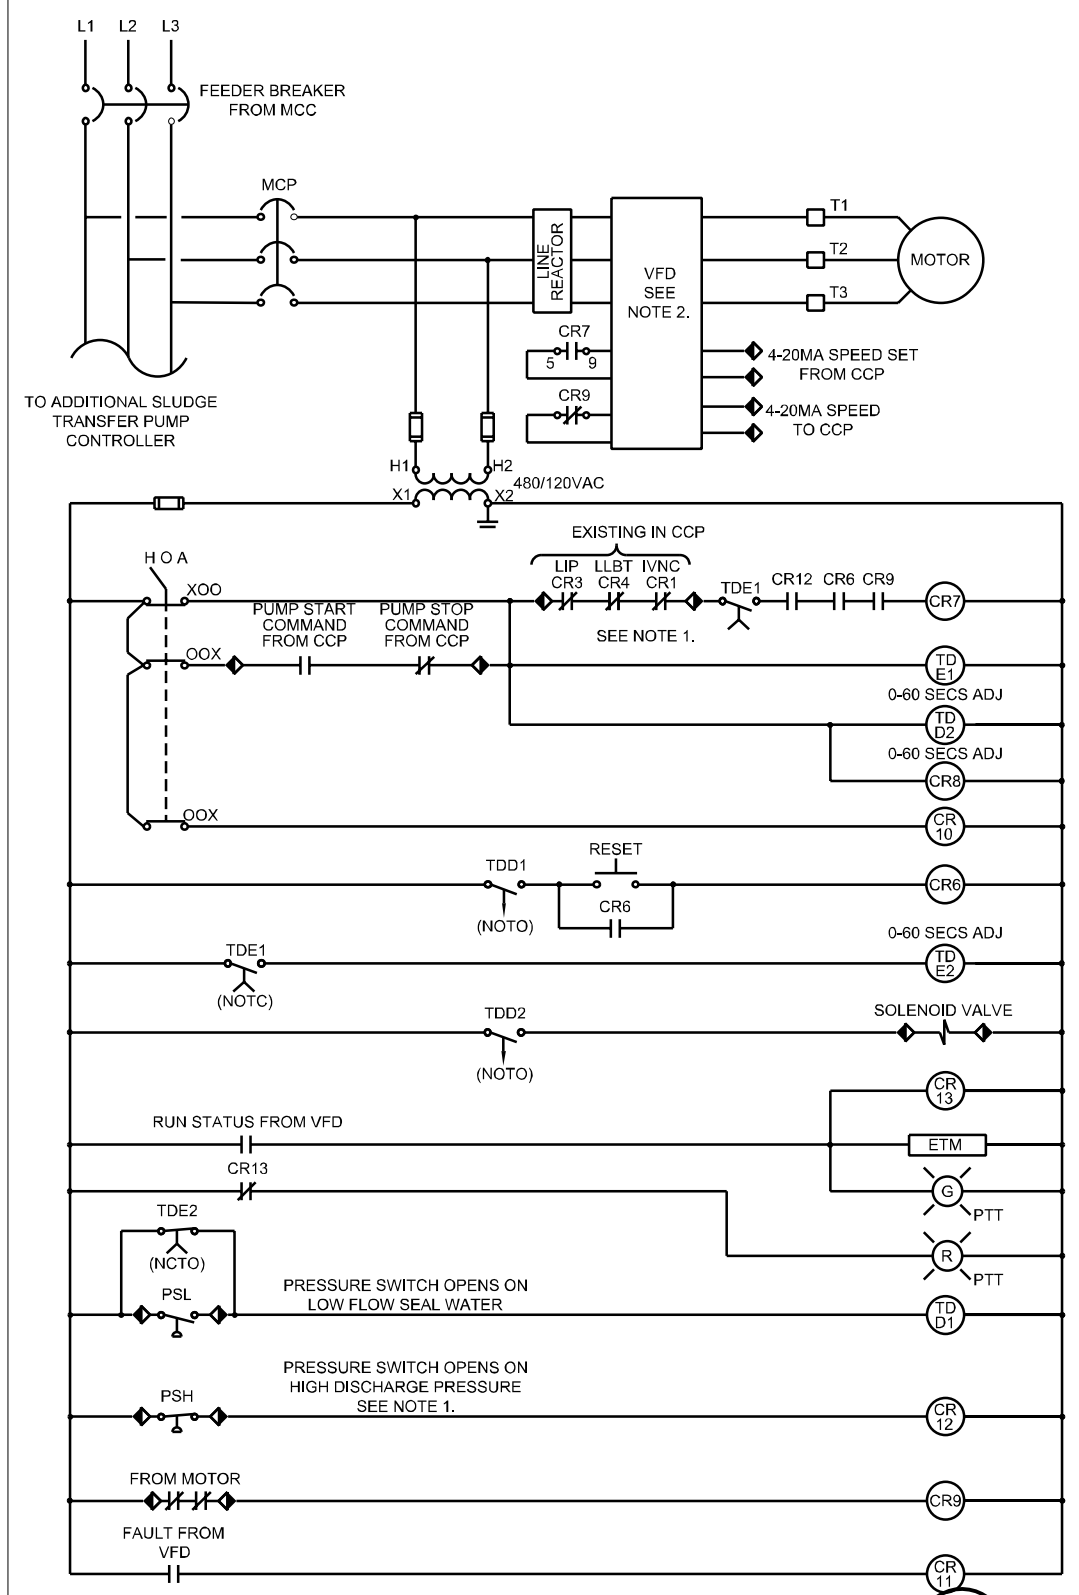 L1 L2 L3
FEEDER BREAKER
FROM MCC
MCP
LINE
REACTOR
VFD
SEE
NOTE 2.
T1
T2
T3
MOTOR
CR7
5 9
CR9
4-20MA SPEED SET
FROM CCP
4-20MA SPEED
TO CCP
TO ADDITIONAL SLUDGE
TRANSFER PUMP
CONTROLLER
H1 H2
480/120VAC
X1 X2
EXISTING IN CCP
H O A
XOO
LIP LLBT IVNC
CR3 CR4 CR1
TDE1
CR12 CR6 CR9
CR7
SEE NOTE 1.
PUMP START
COMMAND
FROM CCP
PUMP STOP
COMMAND
FROM CCP
OOX
TD
E1
0-60 SECS ADJ
TD
D2
0-60 SECS ADJ
CR8
OOX
CR
10
RESET
TDD1
(NOTO)
CR6
CR6
0-60 SECS ADJ
TDE1
(NOTC)
TD
E2
TDD2
(NOTO)
SOLENOID VALVE
CR
13
RUN STATUS FROM VFD
ETM
CR13
G
PTT
R
PTT
TDE2
(NCTO)
PSL
PRESSURE SWITCH OPENS ON
LOW FLOW SEAL WATER
TD
D1
PRESSURE SWITCH OPENS ON
HIGH DISCHARGE PRESSURE
SEE NOTE 1.
PSH
CR
12
FROM MOTOR
CR9
FAULT FROM
VFD
CR
11